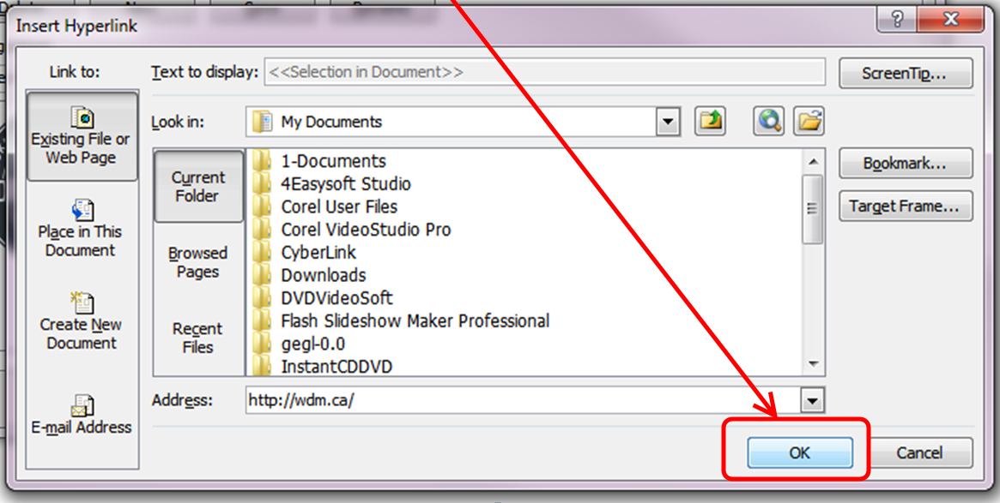 Insert Hyperlink
Link to:
Text to display:
<<Selection in Document>>
ScreenTip...
Existing File or
Web Page
Look in:
My Documents
Current
Folder
1-Documents
4Easysoft Studio
Corel User Files
Corel VideoStudio Pro
CyberLink
Downloads
DVDVideoSoft
Flash Slideshow Maker Professional
gegl-0.0
InstantCDDVD
Bookmark...
Target Frame...
Place in This
Document
Browsed
Pages
Create New
Document
Recent
Files
Address:
http://wdm.ca/
E-mail Address
OK
Cancel